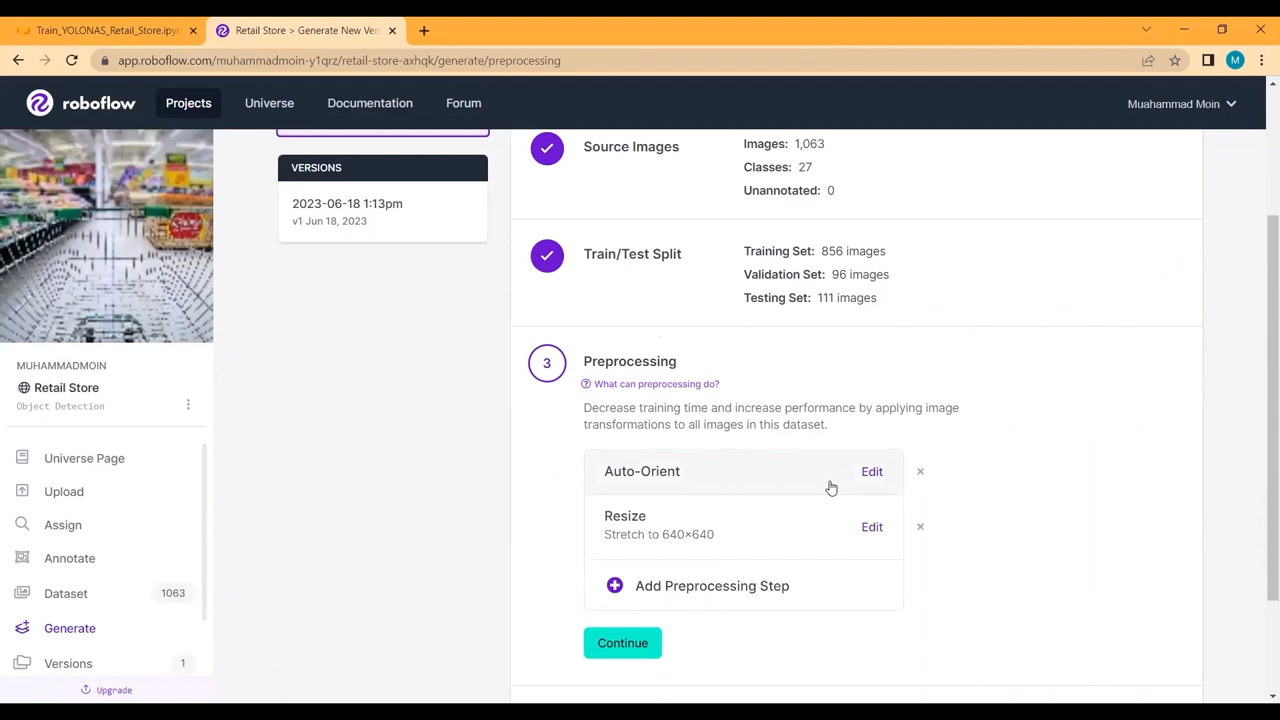 Train_YOLONAS_Retail_Store.ipy
Retail Store > Generate New Ver
app.roboflow.com/muhammadmoin-y1qrz/retail-store-axhqk/generate/preprocessing
M
roboflow
Projects
Universe
Documentation
Forum
Muahammad Moin
VERSIONS
2023-06-18 1:13pm
v1 Jun 18, 2023
MUHAMMADMOIN
Retail Store
Object Detection
Universe Page
Upload
Assign
Annotate
Dataset 1063
Generate
Versions 1
Upgrade
Source Images
Images: 1,063
Classes: 27
Unannotated: 0
Train/Test Split
Training Set: 856 images
Validation Set: 96 images
Testing Set: 111 images
3
Preprocessing
What can preprocessing do?
Decrease training time and increase performance by applying image
transformations to all images in this dataset.
Auto-Orient Edit
Resize
Stretch to 640×640
Edit
Add Preprocessing Step
Continue